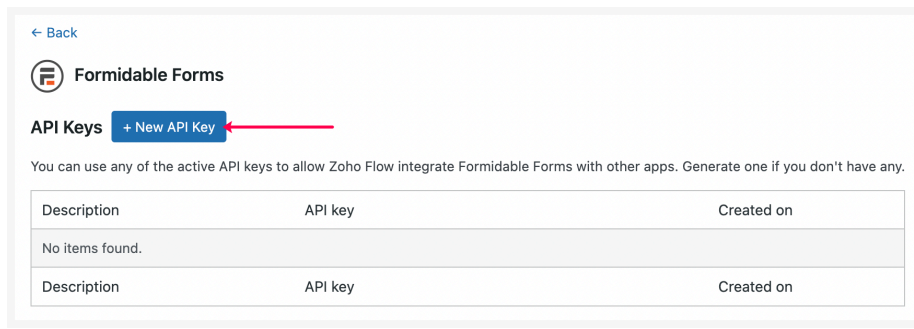 ← Back
Formidable Forms
API Keys + New API Key
You can use any of the active API keys to allow Zoho Flow integrate Formidable Forms with other apps. Generate one if you don't have any.
Description API key Created on
No items found.
Description API key Created on